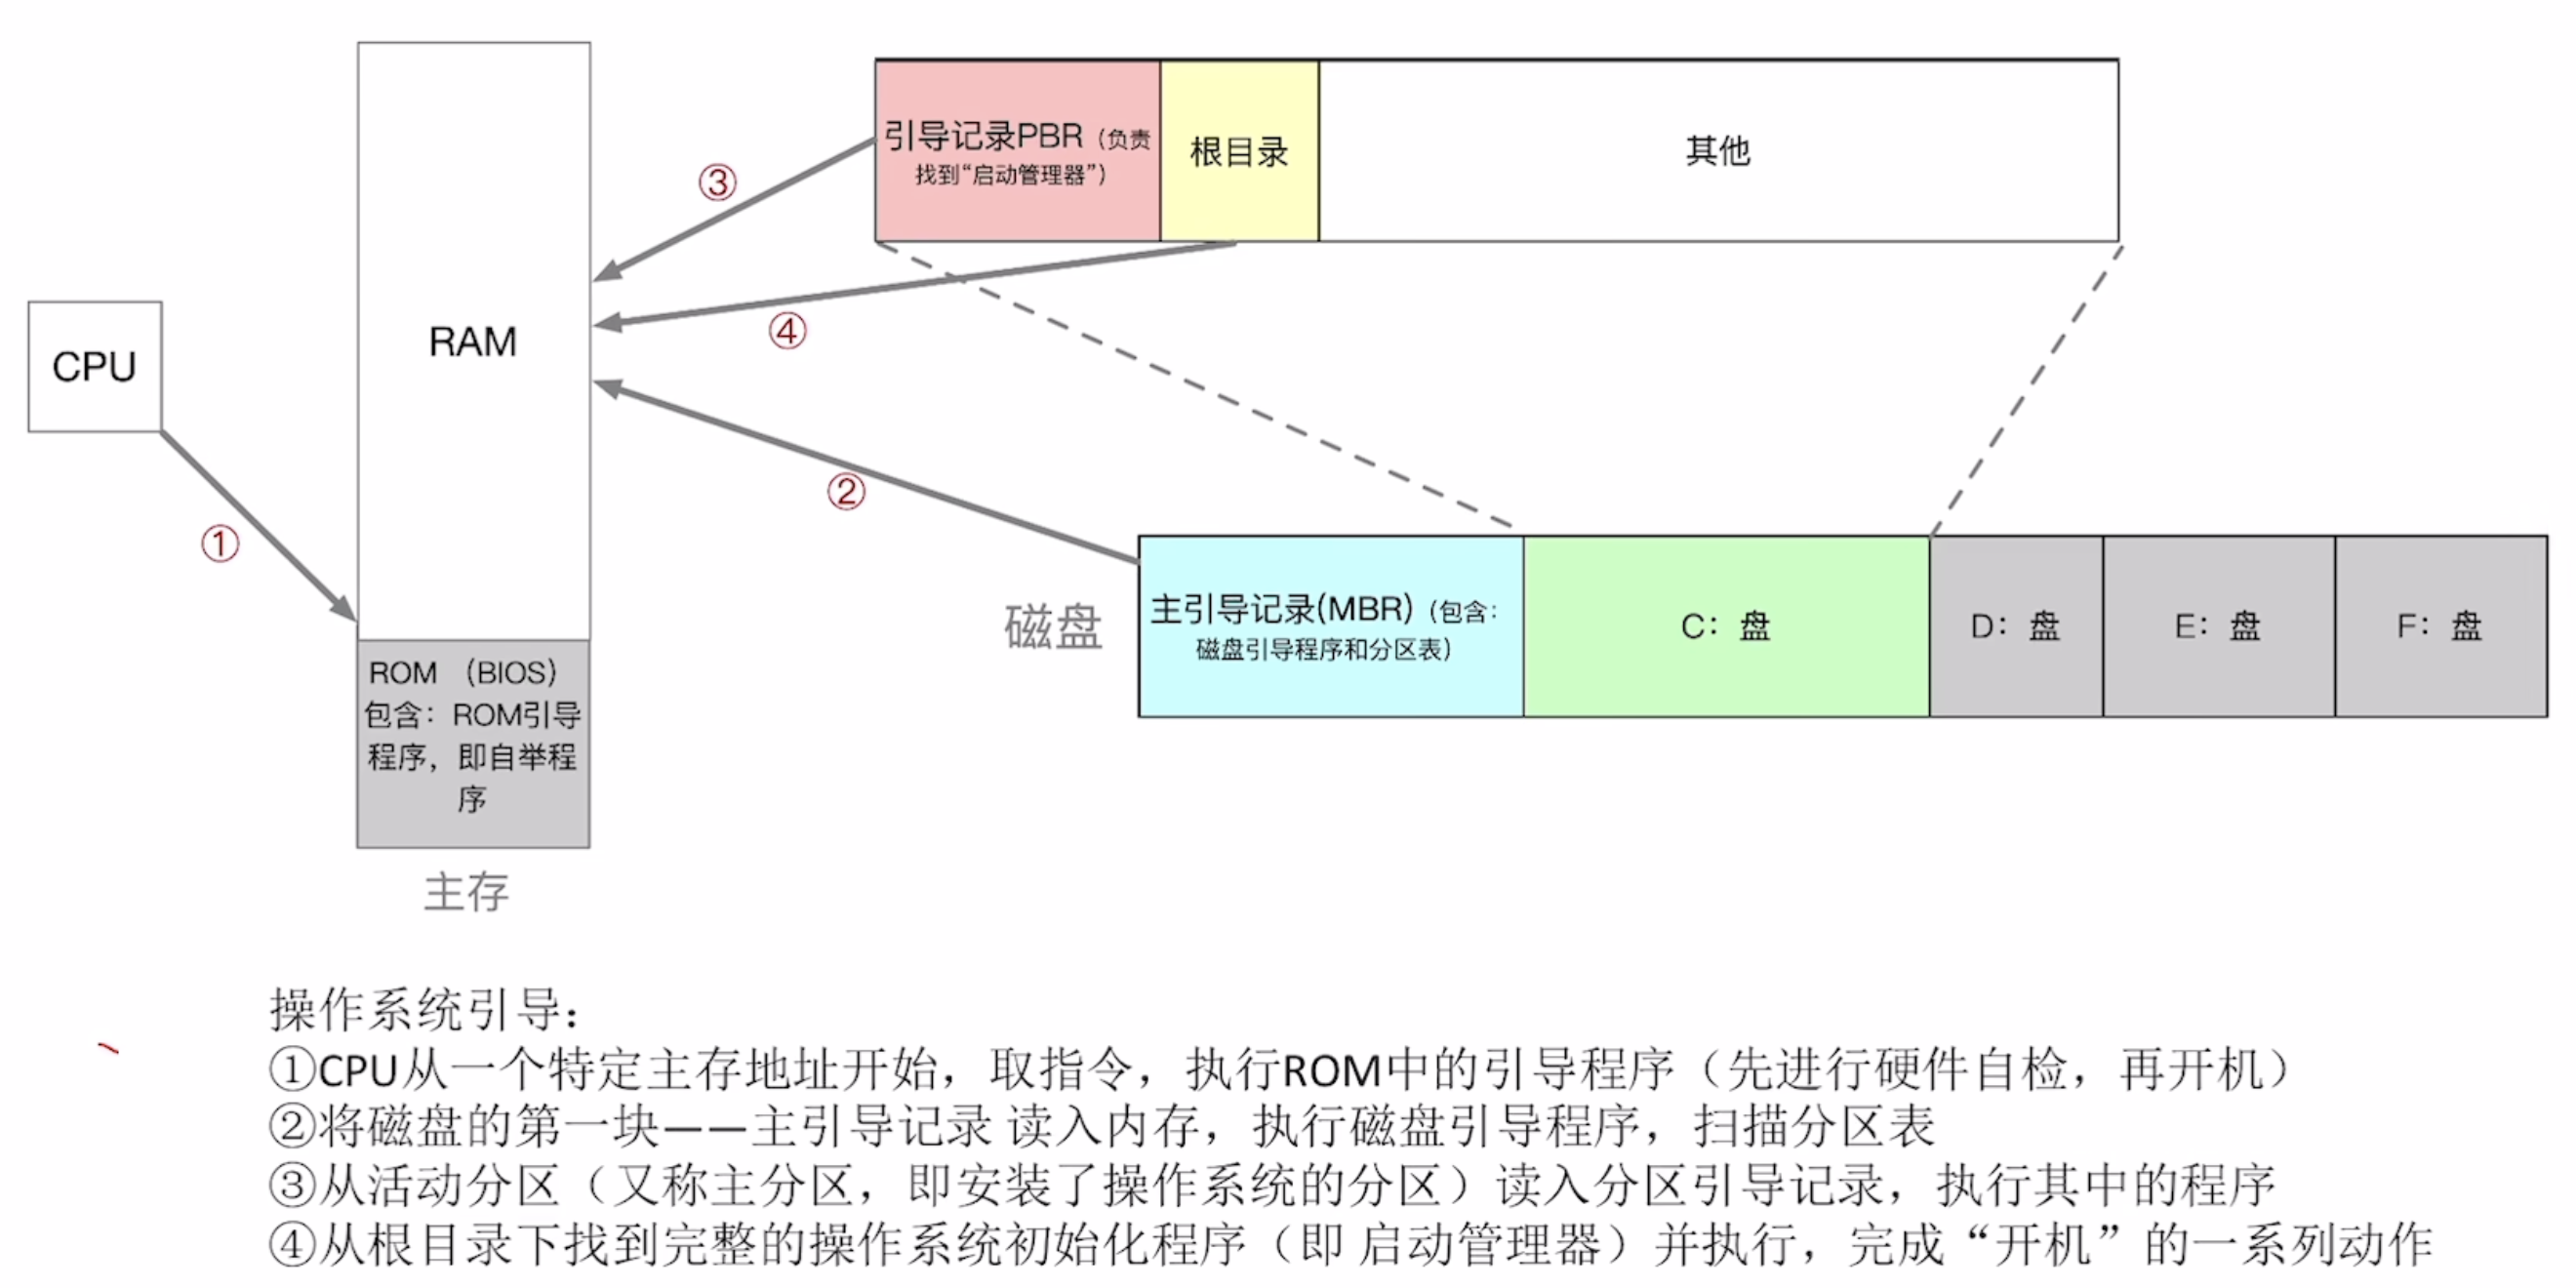 引导记录PBR（负责
找到“启动管理器”）
根目录
其他
③
④
②
①
CPU
RAM
ROM （BIOS）
包含：ROM引导
程序，即自举程
序
主存
磁盘
主引导记录(MBR)（包含：
磁盘引导程序和分区表）
C：盘
D：盘
E：盘
F：盘
操作系统引导：
①CPU从一个特定主存地址开始，取指令，执行ROM中的引导程序（先进行硬件自检，再开机）
②将磁盘的第一块——主引导记录 读入内存，执行磁盘引导程序，扫描分区表
③从活动分区（又称主分区，即安装了操作系统的分区）读入分区引导记录，执行其中的程序
④从根目录下找到完整的操作系统初始化程序（即 启动管理器）并执行，完成“开机”的一系列动作